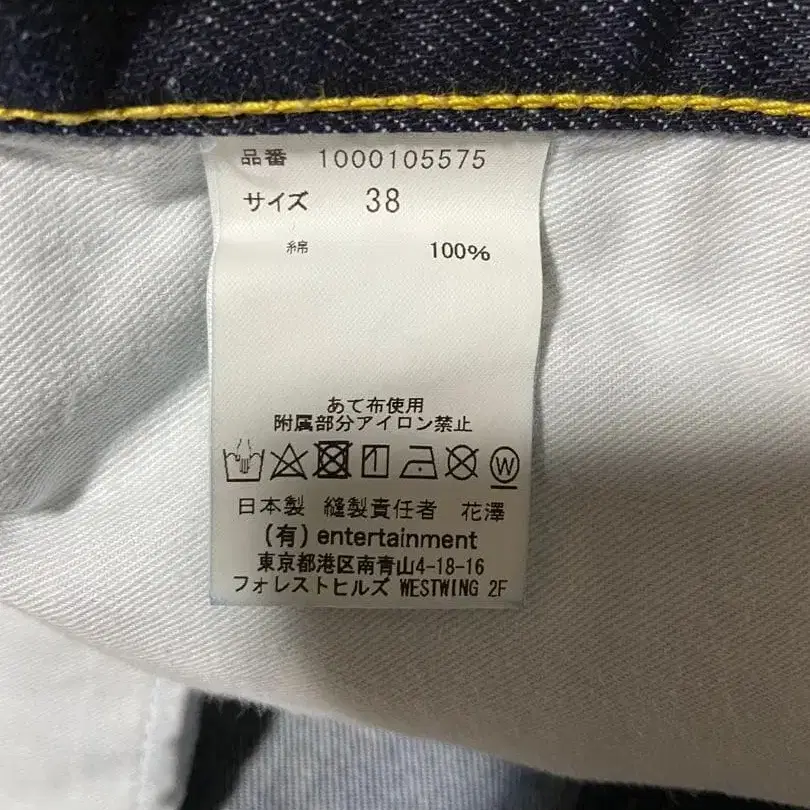 品番 1000105575
サイズ 38
綿 100%
あて布使用
附属部分アイロン禁止
W
日本製 縫製責任者 花澤
(有) entertainment
東京都港区南青山4-18-16
フォレストヒルズ WESTWING 2F